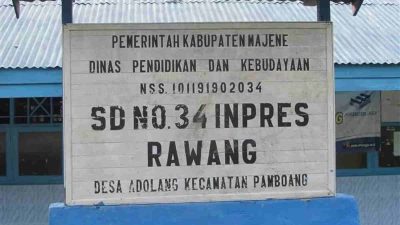 PEMERINTAH KABUPATEN MAJENE
DINAS PENDIDIKAN DAN KEBUDAYAAN
NSS. 101191902034
SD NO. 34 INPRES
RAWANG
DESA ADOLANG KECAMATAN PAMBOANG